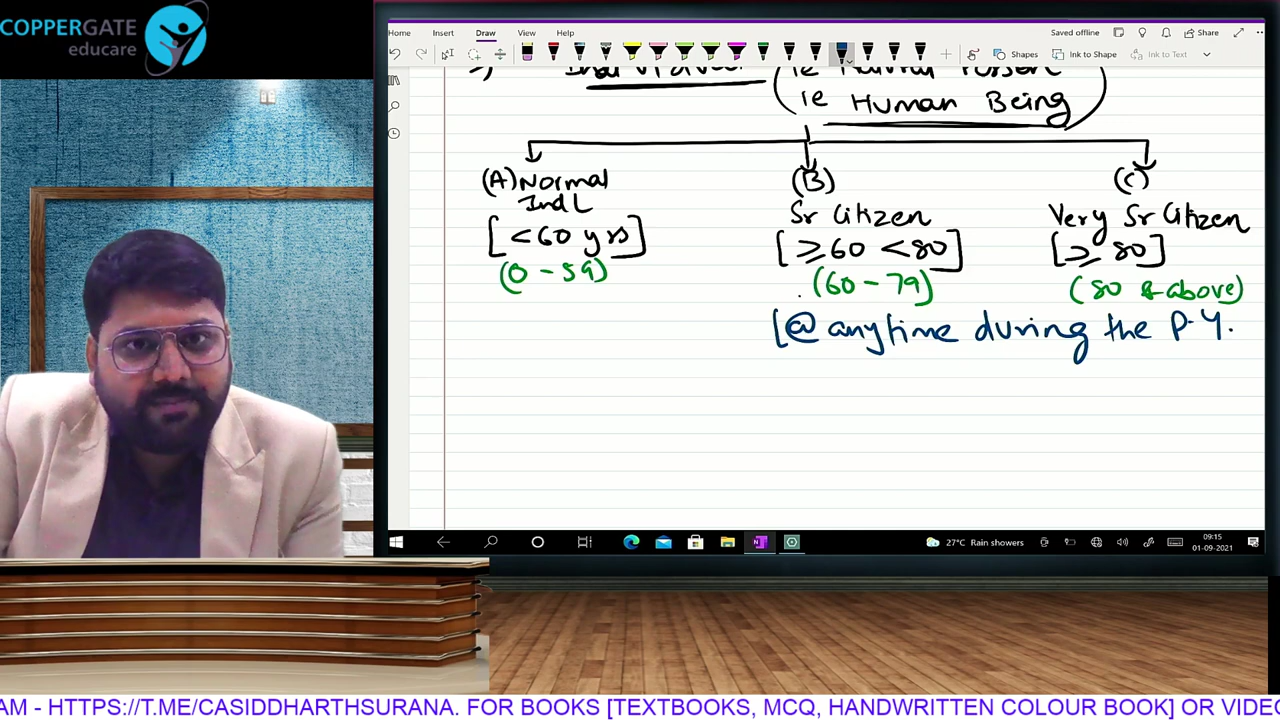 COPPERGATE
educare
Home Insert Draw View Help
Saved offline
Share
Shapes
Ink to Shape
Ink to Text
(ie Natural Person
ie Human Being)
(A) Normal
Indl
[<60 yrs]
(0 - 59)
(B)
Sr Citizen
[≥60 <80]
(60 - 79)
(C)
Very Sr Citizen
[≥ 80]
(80 & above)
[@ anytime during the P.Y.
27°C Rain showers
09:15
01-09-2021
AM - HTTPS://T.ME/CASIDDHARTHSURANA. FOR BOOKS [TEXTBOOKS, MCQ, HANDWRITTEN COLOUR BOOK] OR VIDEO